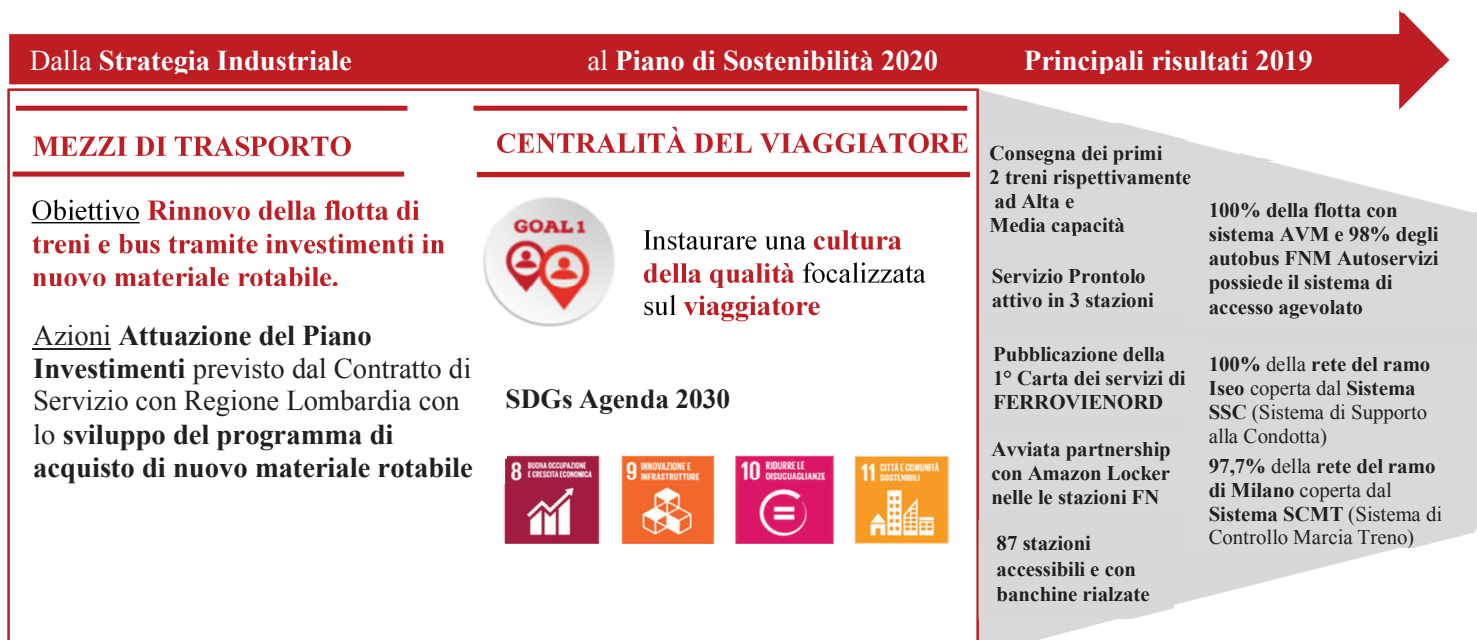 Dalla Strategia Industriale
al Piano di Sostenibilità 2020
Principali risultati 2019
MEZZI DI TRASPORTO
Obiettivo Rinnovo della flotta di
treni e bus tramite investimenti in
nuovo materiale rotabile.
Azioni Attuazione del Piano
Investimenti previsto dal Contratto di
Servizio con Regione Lombardia con
lo sviluppo del programma di
acquisto di nuovo materiale rotabile
CENTRALITÀ DEL VIAGGIATORE
GOAL 1
Instaurare una cultura
della qualità focalizzata
sul viaggiatore
SDGs Agenda 2030
8 BUONA OCCUPAZIONE
E CRESCITA ECONOMICA
9 INNOVAZIONE E
INFRASTRUTTURE
10 RIDURRE LE
DISUGUAGLIANZE
11 CITTÀ E COMUNITÀ
SOSTENIBILI
Consegna dei primi
2 treni rispettivamente
ad Alta e
Media capacità
Servizio Prontolo
attivo in 3 stazioni
Pubblicazione della
1° Carta dei servizi di
FERROVIENORD
Avviata partnership
con Amazon Locker
nelle le stazioni FN
87 stazioni
accessibili e con
banchine rialzate
100% della flotta con
sistema AVM e 98% degli
autobus FNM Autoservizi
possiede il sistema di
accesso agevolato
100% della rete del ramo
Iseo coperta dal Sistema
SSC (Sistema di Supporto
alla Condotta)
97,7% della rete del ramo
di Milano coperta dal
Sistema SCMT (Sistema di
Controllo Marcia Treno)